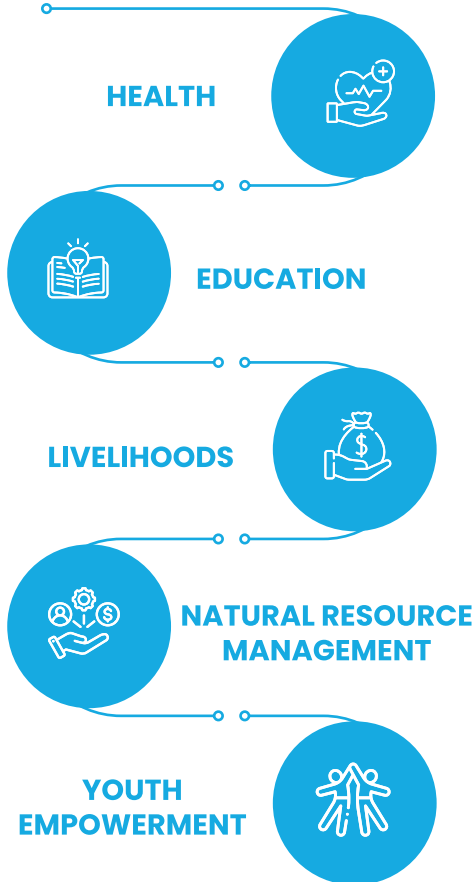 HEALTH
EDUCATION
LIVELIHOODS
NATURAL RESOURCE
MANAGEMENT
YOUTH
EMPOWERMENT